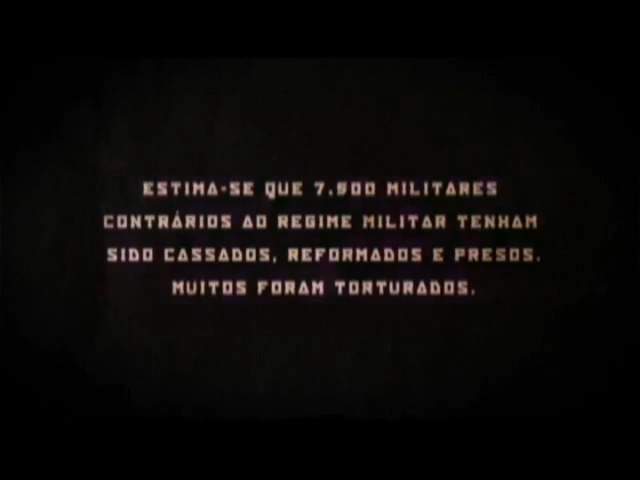 ESTIMA-SE QUE 7.500 MILITARES
CONTRÁRIOS AO REGIME MILITAR TENHAM
SIDO CASSADOS, REFORMADOS E PRESOS.
MUITOS FORAM TORTURADOS.